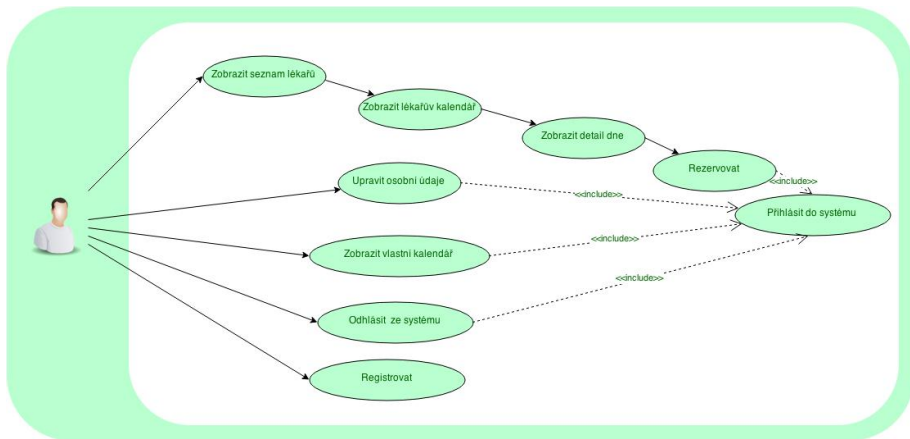 Zobrazit seznam lékařů
Zobrazit lékařův kalendář
Zobrazit detail dne
Rezervovat
<<include>>
Upravit osobní údaje
<<include>>
Přihlásit do systému
<<include>>
Zobrazit vlastní kalendář
<<include>>
Odhlásit ze systému
Registrovat